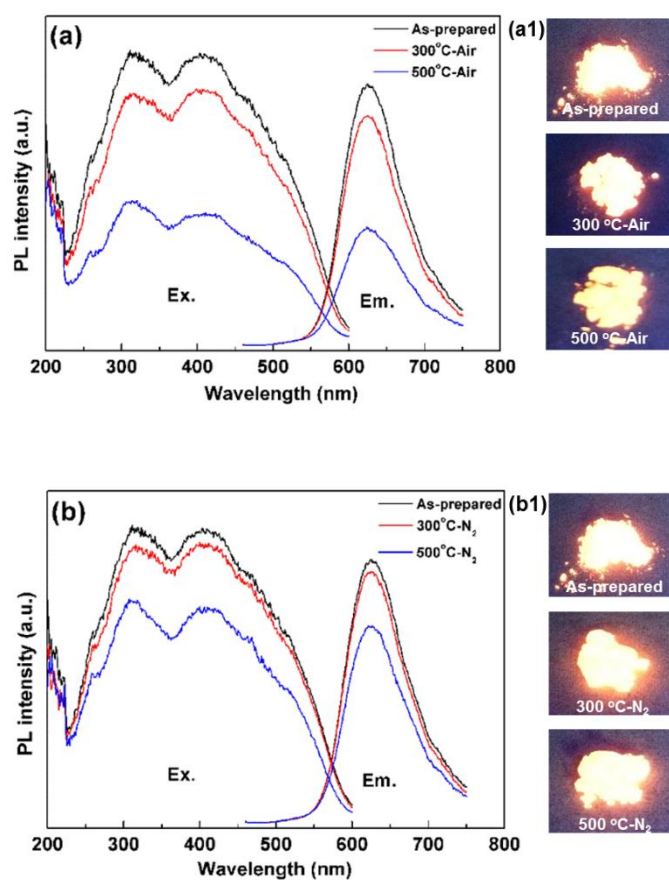 (a)
As-prepared
300°C-Air
500°C-Air
PL intensity (a.u.)
Ex.
Em.
200 300 400 500 600 700 800
Wavelength (nm)
(a1)
As-prepared
300 °C-Air
500 °C-Air
(b)
As-prepared
300°C-N₂
500°C-N₂
PL intensity (a.u.)
Ex.
Em.
200 300 400 500 600 700 800
Wavelength (nm)
(b1)
As-prepared
300 °C-N₂
500 °C-N₂